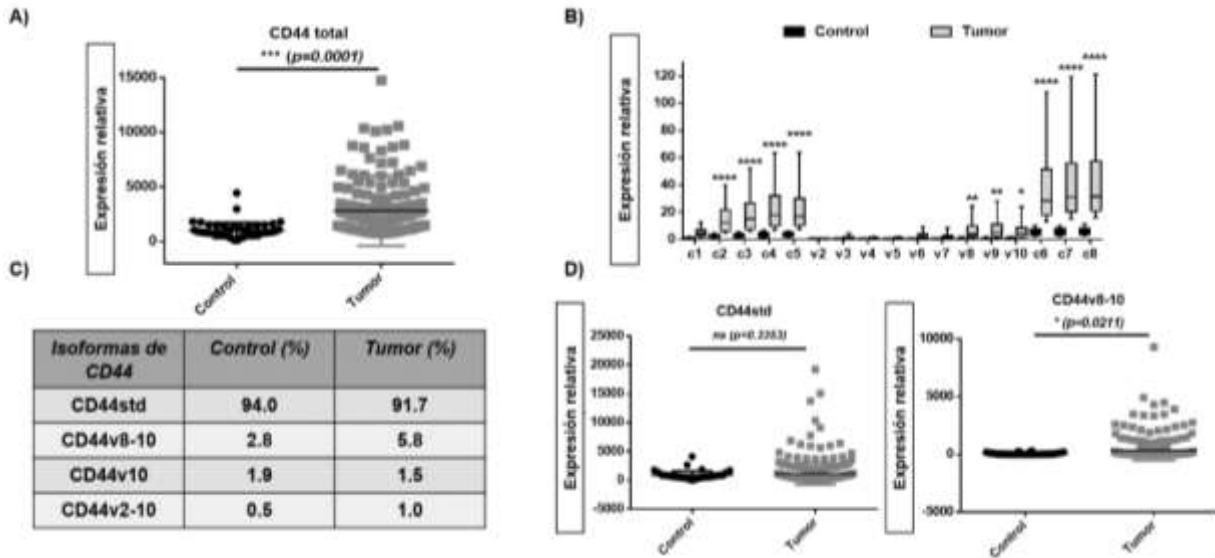 A)
CD44 total
*** (p=0.0001)
Expresión relativa
15000
10000
5000
0
Control
Tumor
B)
Control
Tumor
Expresión relativa
120
100
80
60
40
20
0
**** **** **** **** ** ** * **** **** ****
c1 c2 c3 c4 c5 v2 v3 v4 v5 v6 v7 v8 v9 v10 c6 c7 c8
C)
Isoformas de CD44 Control (%) Tumor (%)
CD44std 94.0 91.7
CD44v8-10 2.8 5.8
CD44v10 1.9 1.5
CD44v2-10 0.5 1.0
D)
CD44std
ns
Expresión relativa
25000
20000
15000
10000
5000
0
-5000
Control
Tumor
CD44v8-10
* (p=0.0211)
Expresión relativa
10000
5000
0
-5000
Control
Tumor